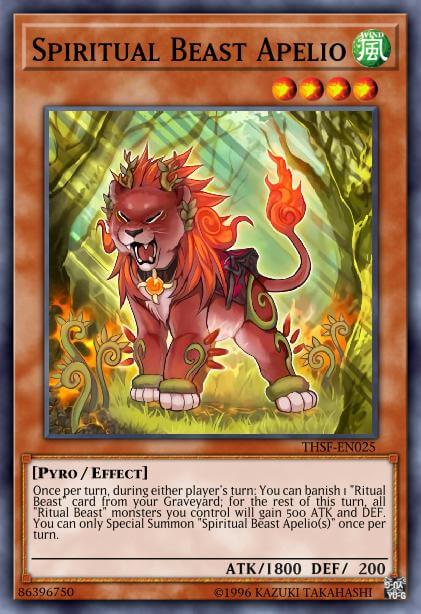 Spiritual Beast Apelio
WIND
風
THSF-EN025
[Pyro / Effect]
Once per turn, during either player's turn: You can banish 1 "Ritual
Beast" card from your Graveyard; for the rest of this turn, all
"Ritual Beast" monsters you control will gain 500 ATK and DEF.
You can only Special Summon "Spiritual Beast Apelio(s)" once per
turn.
ATK/1800 DEF/ 200
86396750
©1996 KAZUKI TAKAHASHI